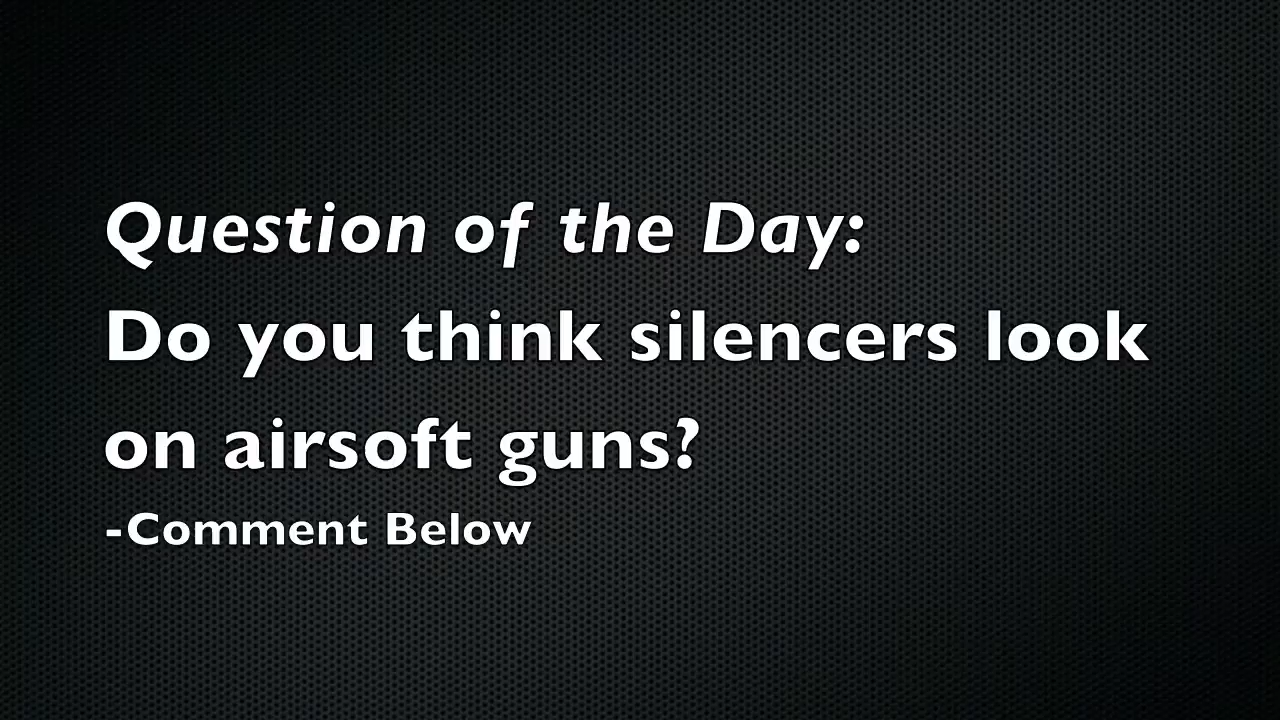 Question of the Day:
Do you think silencers look
on airsoft guns?
-Comment Below